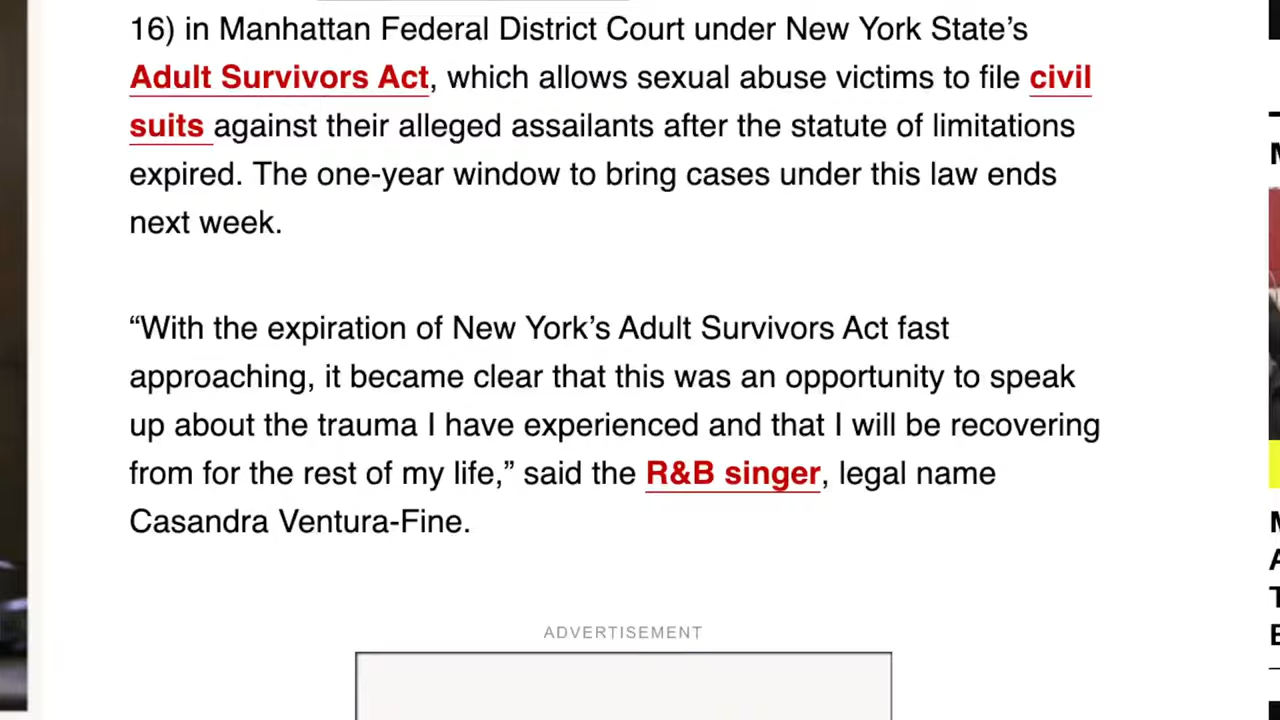 16) in Manhattan Federal District Court under New York State’s
Adult Survivors Act, which allows sexual abuse victims to file civil
suits against their alleged assailants after the statute of limitations
expired. The one-year window to bring cases under this law ends
next week.
“With the expiration of New York’s Adult Survivors Act fast
approaching, it became clear that this was an opportunity to speak
up about the trauma I have experienced and that I will be recovering
from for the rest of my life,” said the R&B singer, legal name
Casandra Ventura-Fine.
ADVERTISEMENT